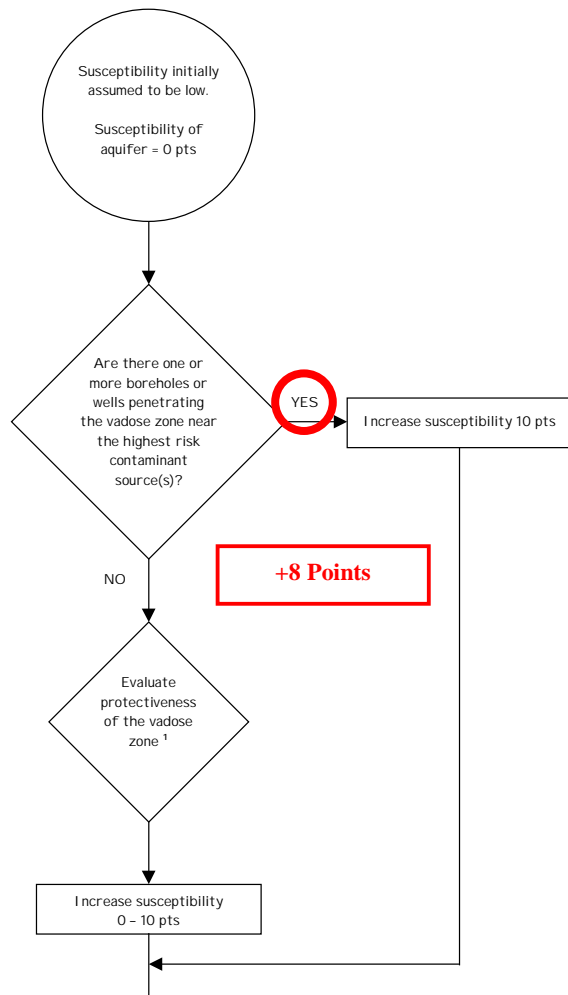 Susceptibility initially
assumed to be low.
Susceptibility of
aquifer = 0 pts
Are there one or
more boreholes or
wells penetrating
the vadose zone near
the highest risk
contaminant
source(s)?
YES
Increase susceptibility 10 pts
+8 Points
NO
Evaluate
protectiveness
of the vadose
zone ¹
Increase susceptibility
0 – 10 pts